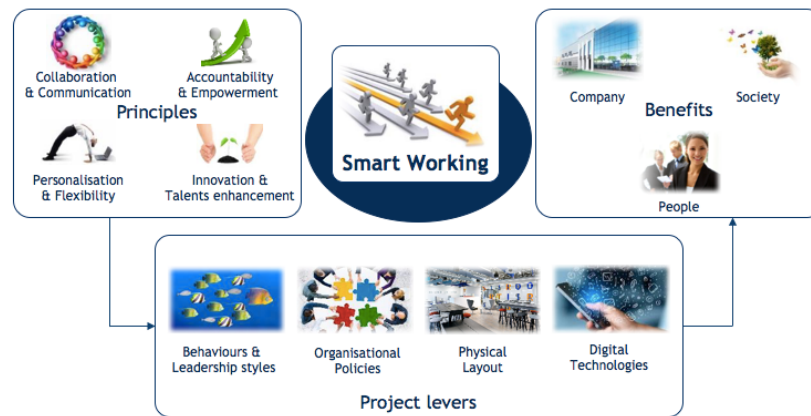 Collaboration
& Communication
Accountability
& Empowerment
Principles
Personalisation
& Flexibility
Innovation &
Talents enhancement
Smart Working
Company
Benefits
Society
People
Behaviours &
Leadership styles
Organisational
Policies
Physical
Layout
Digital
Technologies
Project levers